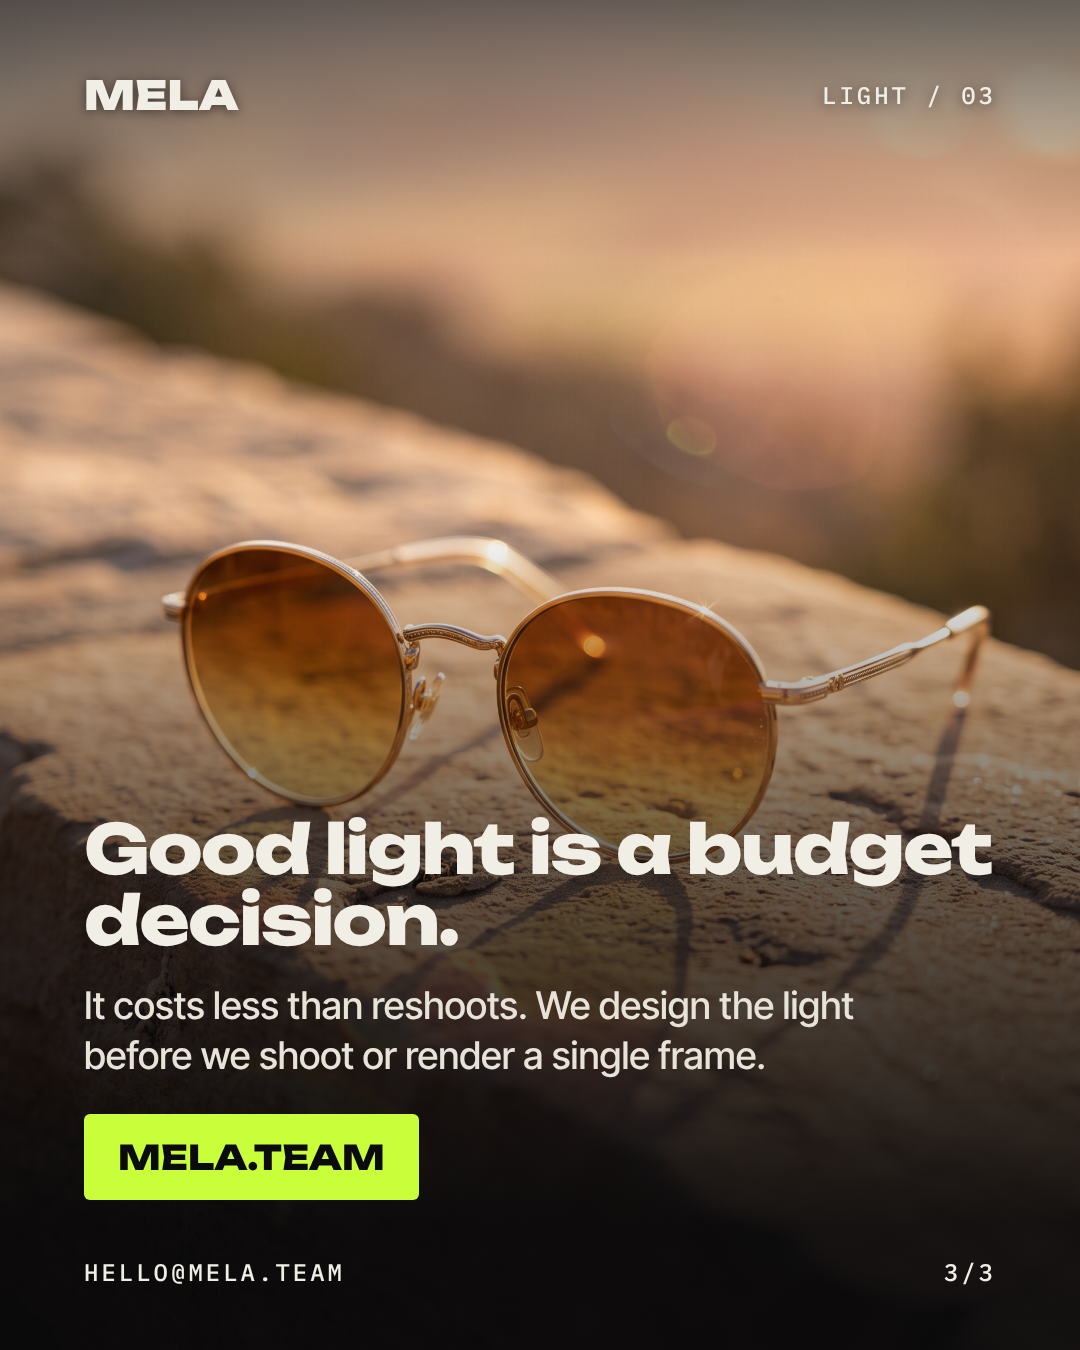 MELA
LIGHT / 03
Good light is a budget
decision.
It costs less than reshoots. We design the light
before we shoot or render a single frame.
MELA.TEAM
HELLO@MELA.TEAM
3/3